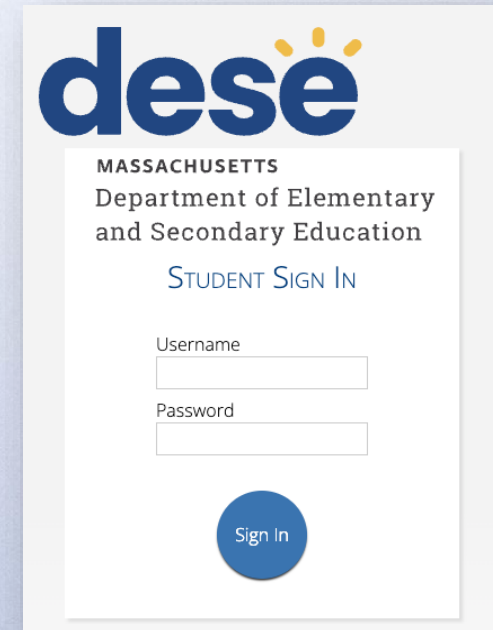 dese
MASSACHUSETTS
Department of Elementary
and Secondary Education
Student Sign In
Username
Password
Sign In